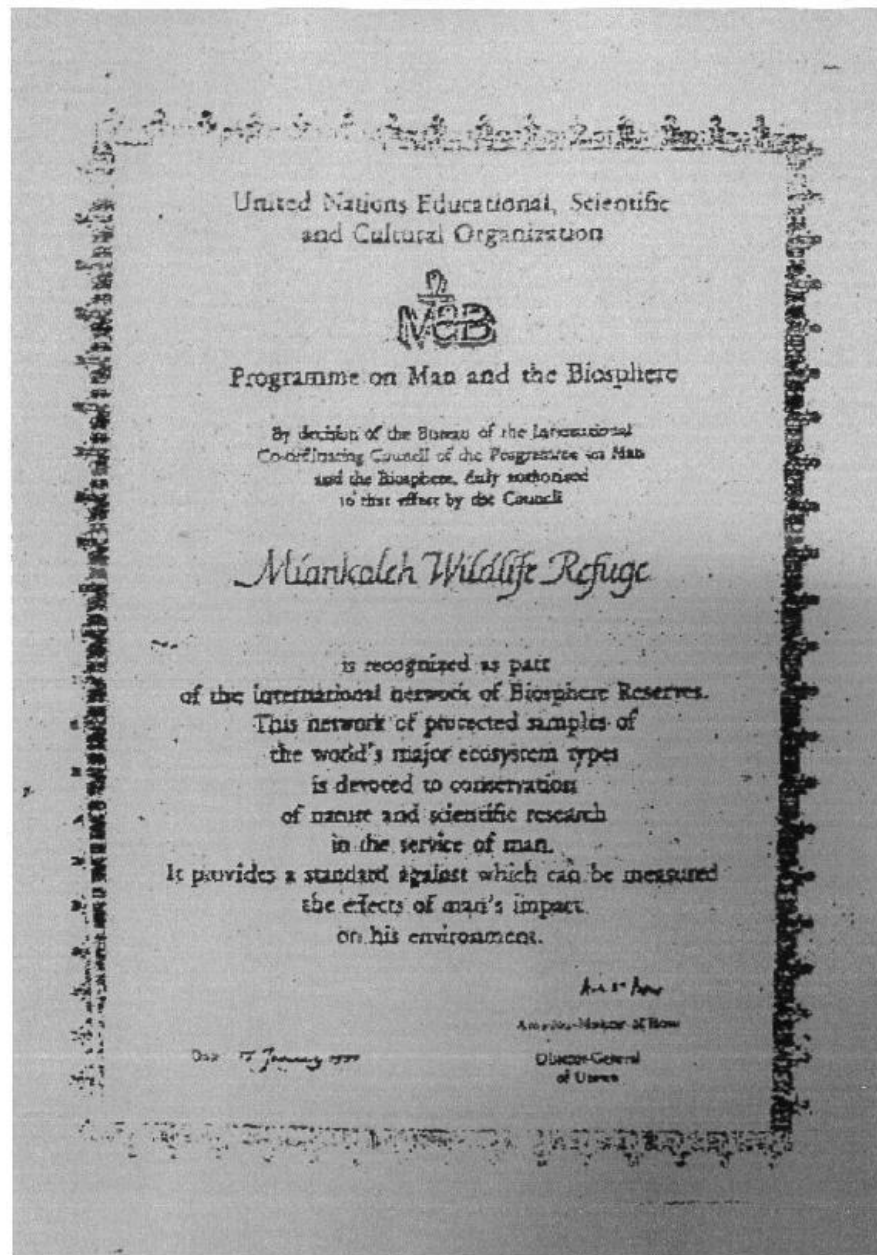 United Nations Educational, Scientific
and Cultural Organization
MAB
Programme on Man and the Biosphere
By decision of the Bureau of the International
Co-ordinating Council of the Programme on Man
and the Biosphere, duly authorised
to that effect by the Council
Miankaleh Wildlife Refuge
is recognized as part
of the international network of Biosphere Reserves.
This network of protected samples of
the world's major ecosystem types
is devoted to conservation
of nature and scientific research
in the service of man.
It provides a standard against which can be measured
the effects of man's impact
on his environment.
Date January
Director-General
of Unesco